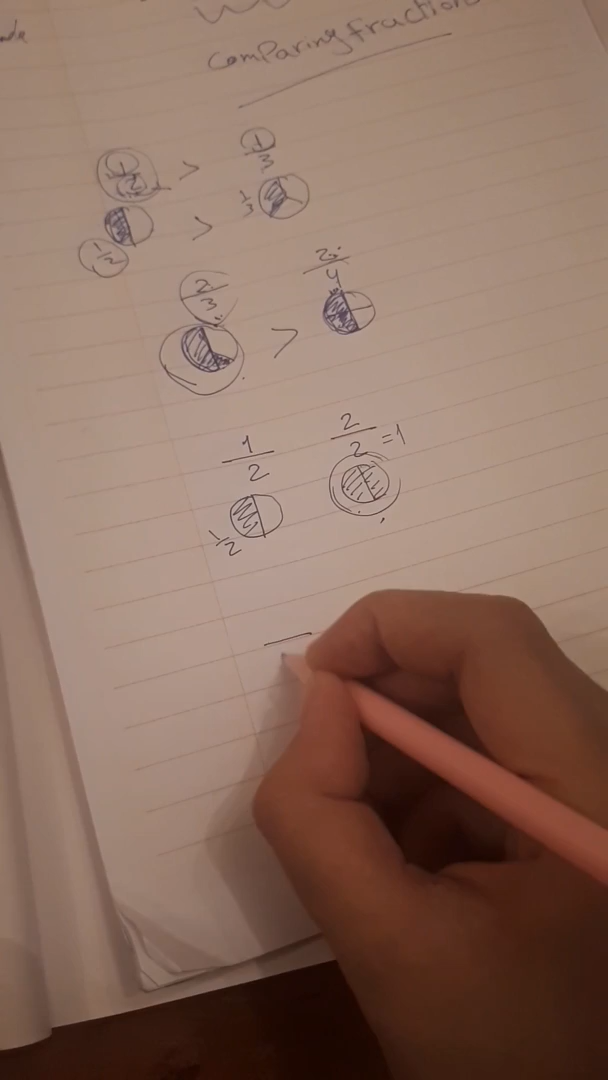 Comparing fractions
1/2 > 1/3
> 1/3
1/2
2/3 2/4
>
1/2 2/2 =1
1/2